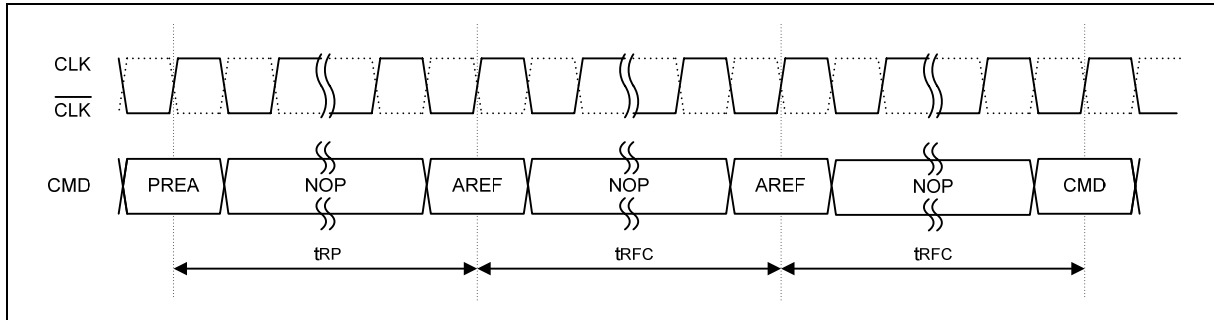 CLK
CLK
CMD PREA NOP AREF NOP AREF NOP CMD
tRP tRFC tRFC